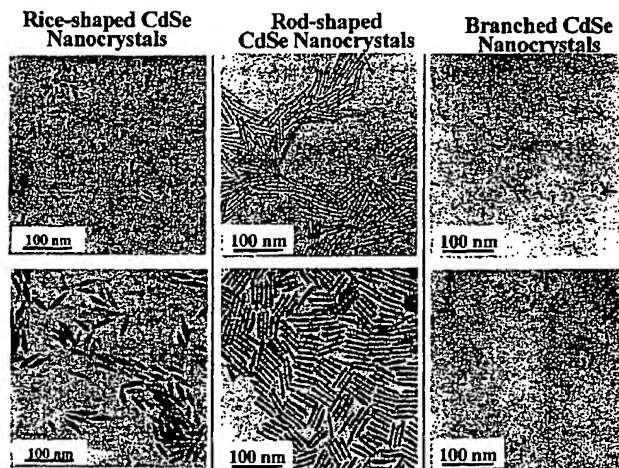 Rice-shaped CdSe
Nanocrystals
Rod-shaped
CdSe Nanocrystals
Branched CdSe
Nanocrystals
100 nm
100 nm
100 nm
100 nm
100 nm
100 nm